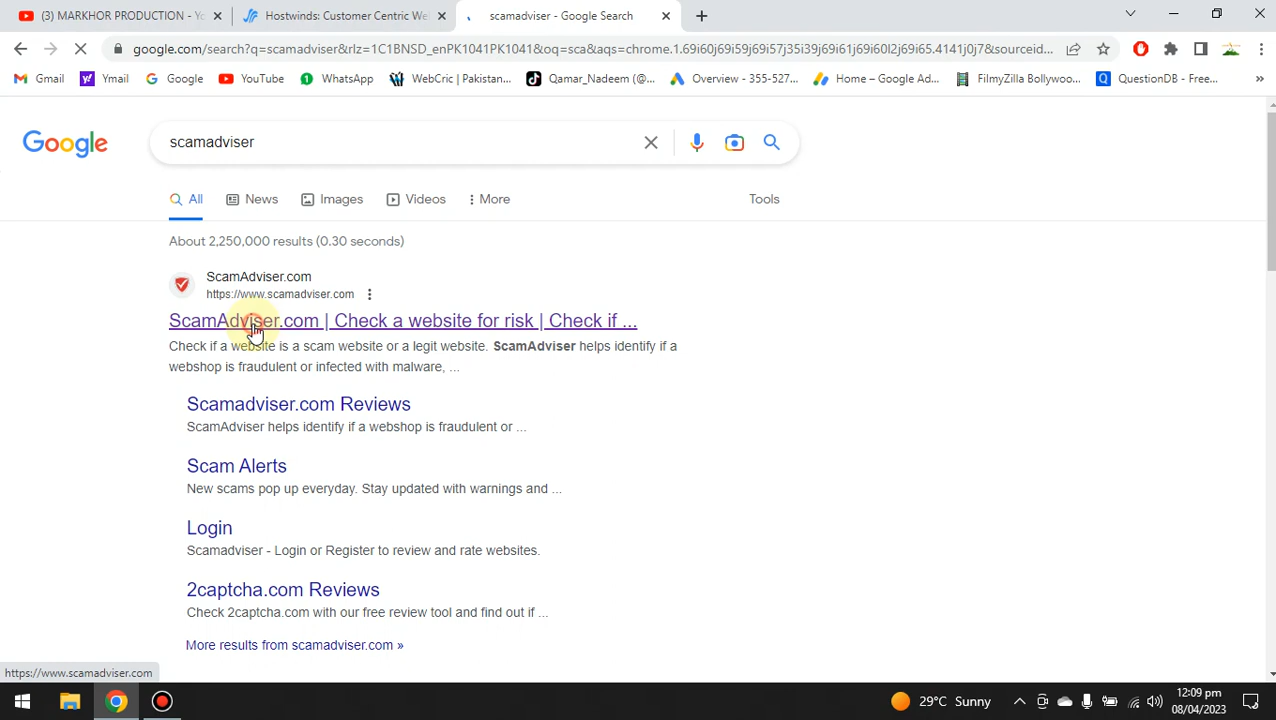 (3) MARKHOR PRODUCTION - Yo
Hostwinds: Customer Centric We
scamadviser - Google Search
google.com/search?q=scamadviser&rlz=1C1BNSD_enPK1041PK1041&oq=sca&aqs=chrome.1.69i60j69i59j69i57j35i39j69i61j69i60l2j69i65.4141j0j7&sourceid...
Gmail
Ymail
Google
YouTube
WhatsApp
WebCric | Pakistan...
Qamar_Nadeem (@...
Overview - 355-527...
Home – Google Ad...
FilmyZilla Bollywoo...
QuestionDB - Free...
»
Google
scamadviser
All
News
Images
Videos
More
Tools
About 2,250,000 results (0.30 seconds)
ScamAdviser.com
https://www.scamadviser.com
ScamAdviser.com | Check a website for risk | Check if ...
Check if a website is a scam website or a legit website. ScamAdviser helps identify if a
webshop is fraudulent or infected with malware, ...
Scamadviser.com Reviews
ScamAdviser helps identify if a webshop is fraudulent or ...
Scam Alerts
New scams pop up everyday. Stay updated with warnings and ...
Login
Scamadviser - Login or Register to review and rate websites.
2captcha.com Reviews
Check 2captcha.com with our free review tool and find out if ...
More results from scamadviser.com »
https://www.scamadviser.com
29°C Sunny
12:09 pm
08/04/2023